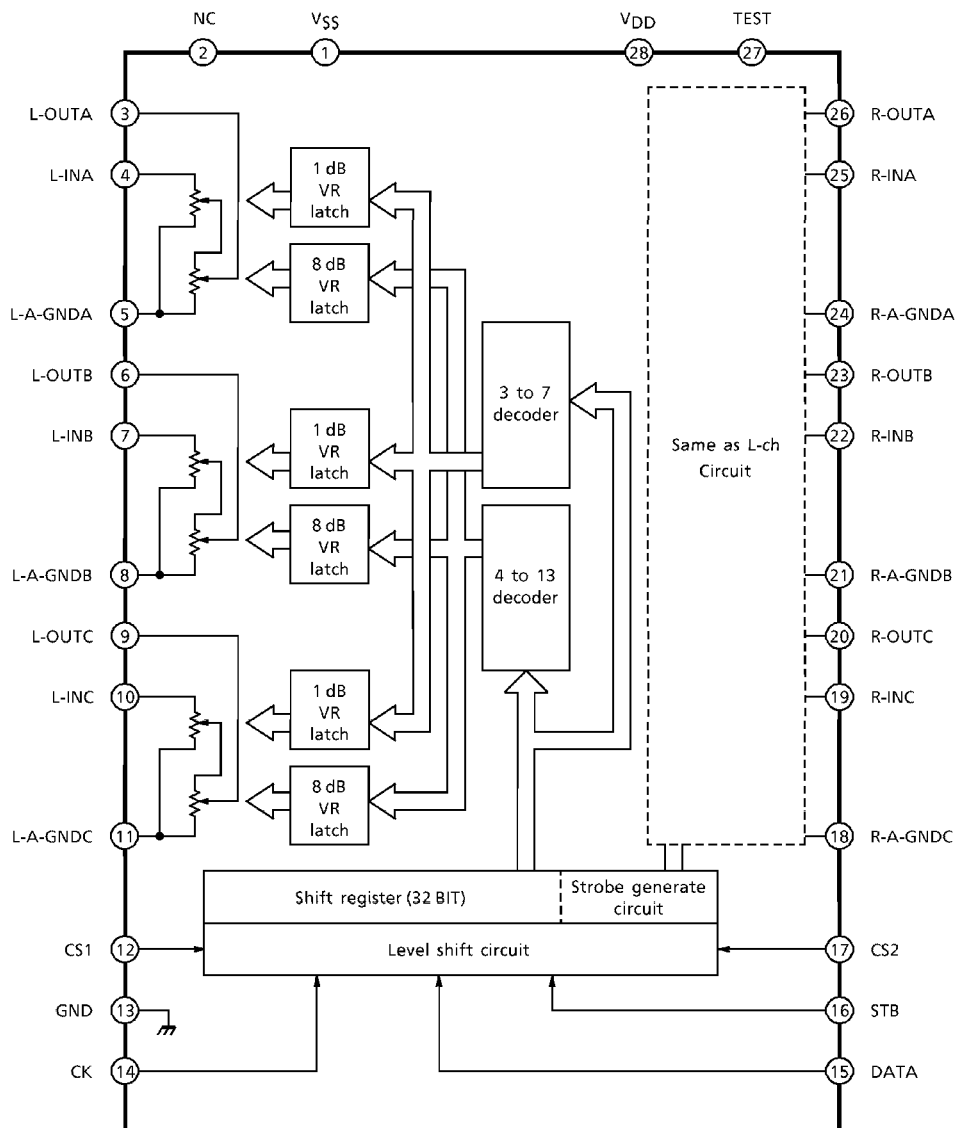 NC VSS VDD TEST
2 1 28 27
L-OUTA 3 26 R-OUTA
L-INA 4 25 R-INA
1 dB
VR
latch
8 dB
VR
latch
L-A-GNDA 5 24 R-A-GNDA
L-OUTB 6 23 R-OUTB
3 to 7
decoder
L-INB 7 22 R-INB
1 dB
VR
latch
Same as L-ch
Circuit
8 dB
VR
latch
4 to 13
decoder
L-A-GNDB 8 21 R-A-GNDB
L-OUTC 9 20 R-OUTC
L-INC 10 19 R-INC
1 dB
VR
latch
8 dB
VR
latch
L-A-GNDC 11 18 R-A-GNDC
Shift register (32 BIT)
Strobe generate
circuit
CS1 12 17 CS2
Level shift circuit
GND 13 16 STB
CK 14 15 DATA